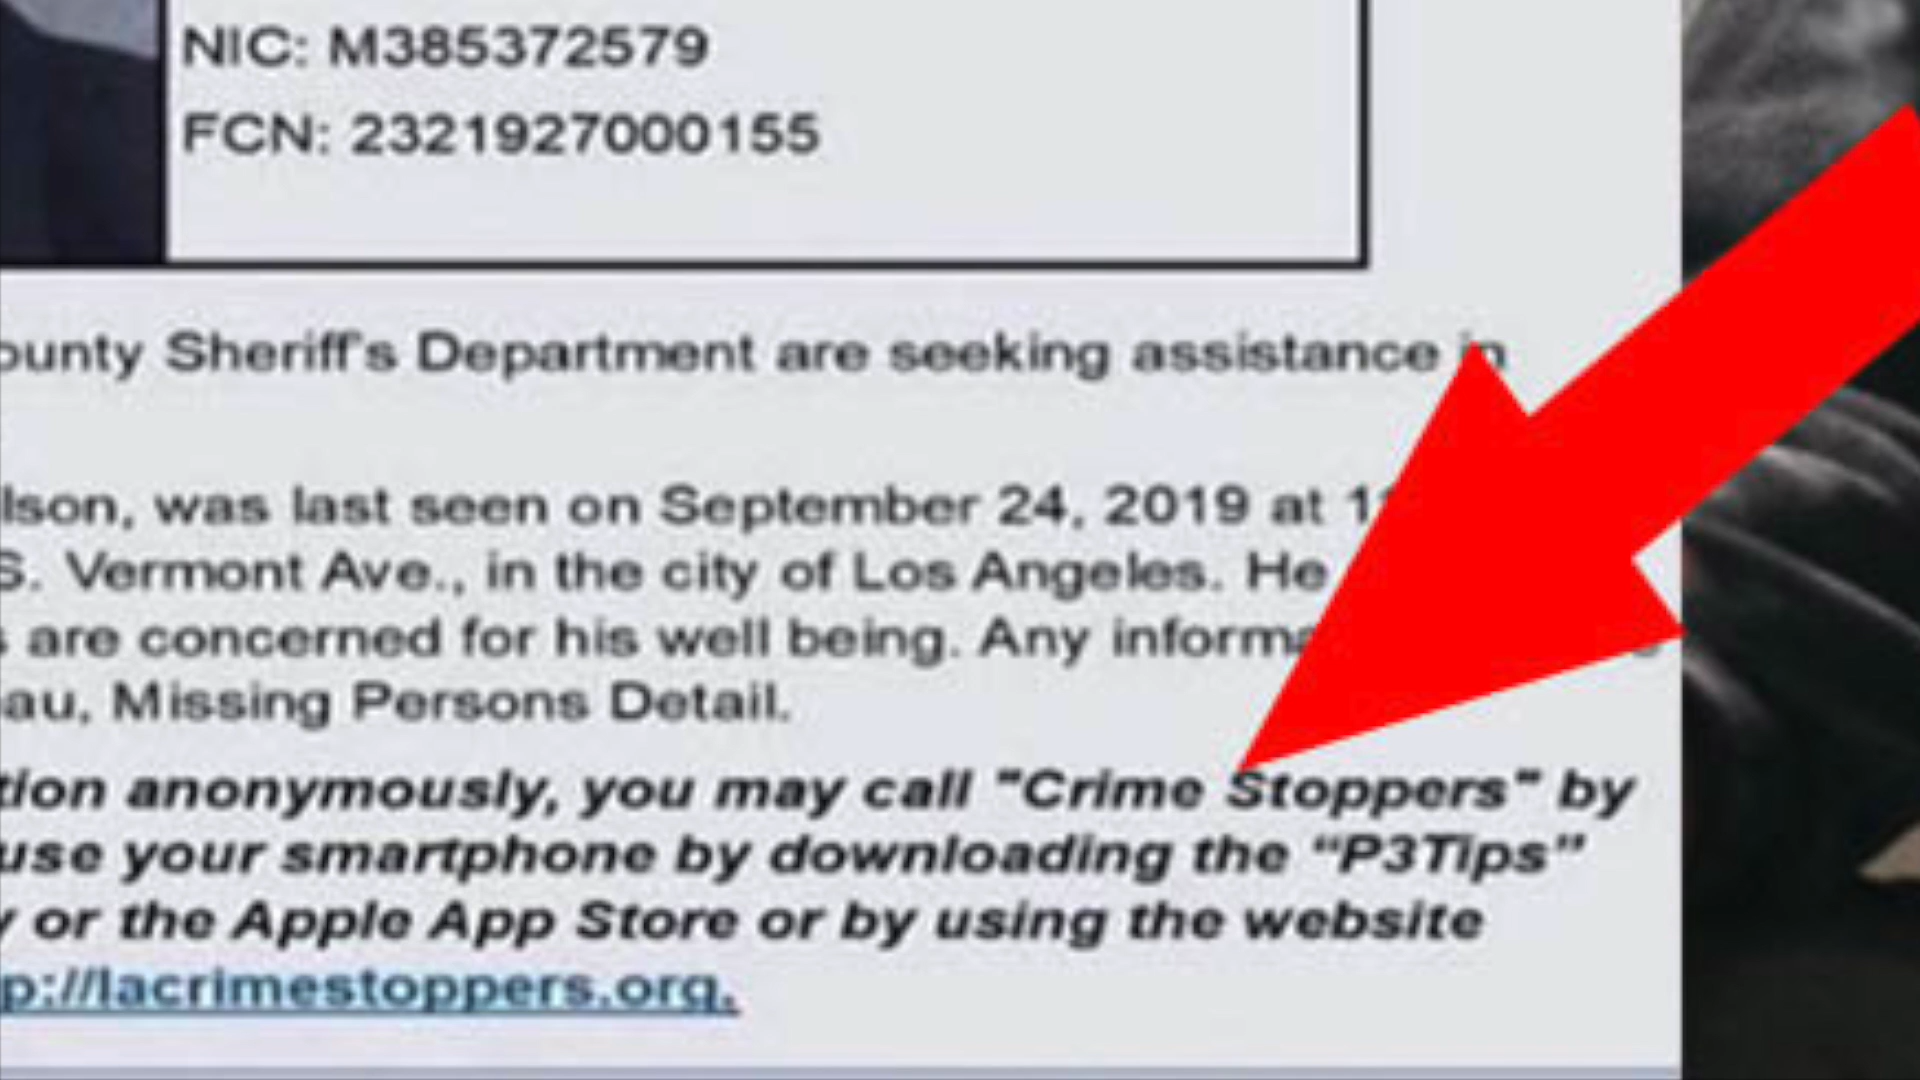 NIC: M385372579
FCN: 2321927000155
ounty Sheriff's Department are seeking assistance in
lson, was last seen on September 24, 2019 at
S. Vermont Ave., in the city of Los Angeles. He
are concerned for his well being. Any informa
au, Missing Persons Detail.
tion anonymously, you may call "Crime Stoppers" by
use your smartphone by downloading the “P3Tips”
y or the Apple App Store or by using the website
p://lacrimestoppers.org.